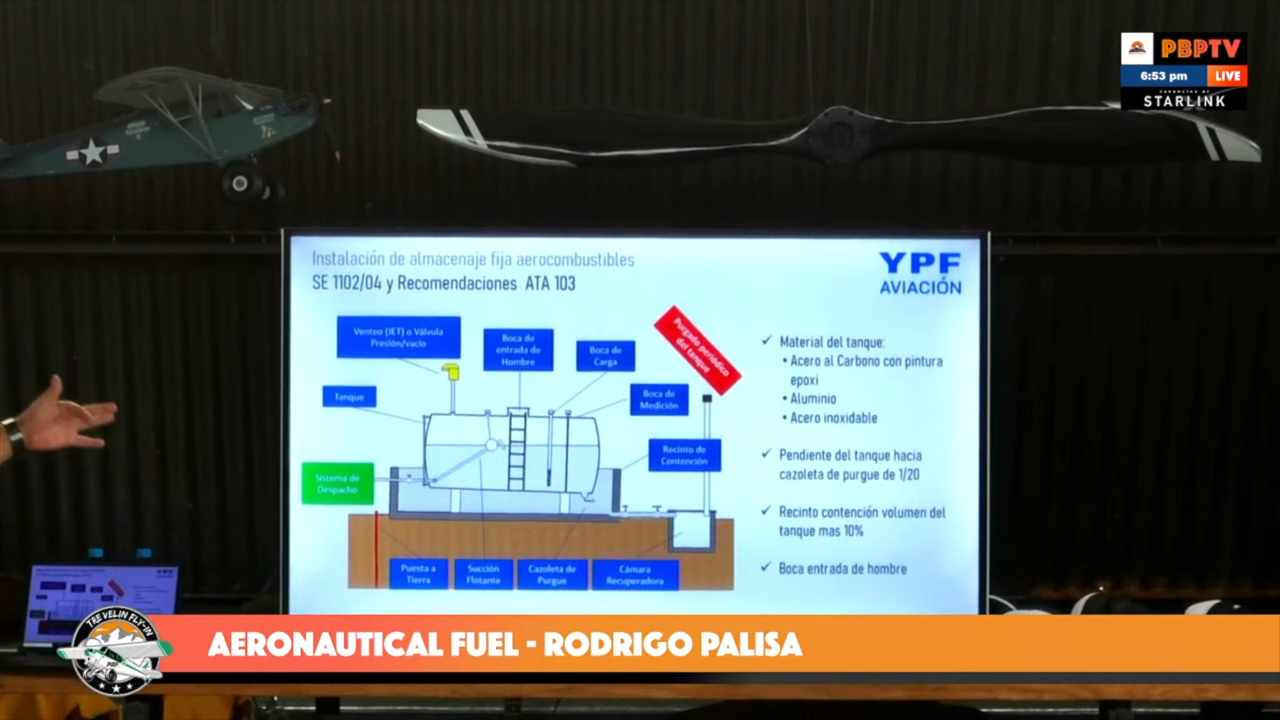 PBPTV
6:53 pm LIVE
STARLINK
Instalación de almacenaje fija aerocombustibles
SE 1102/04 y Recomendaciones ATA 103
YPF
AVIACIÓN
Venteo (JET) o Válvula
Presión/vacío
Boca de
entrada de
Hombre
Boca de
Carga
Purgado periódico
del tanque
Tanque
Boca de
Medición
Recinto de
Contención
Sistema de
Despacho
Puesta a
Tierra
Succión
Flotante
Cazoleta de
Purgue
Cámara
Recuperadora
✓ Material del tanque:
• Acero al Carbono con pintura
epoxi
• Aluminio
• Acero inoxidable
✓ Pendiente del tanque hacia
cazoleta de purgue de 1/20
✓ Recinto contención volumen del
tanque mas 10%
✓ Boca entrada de hombre
YPF
TREVELIN FLY-IN
AERONAUTICAL FUEL - RODRIGO PALISA